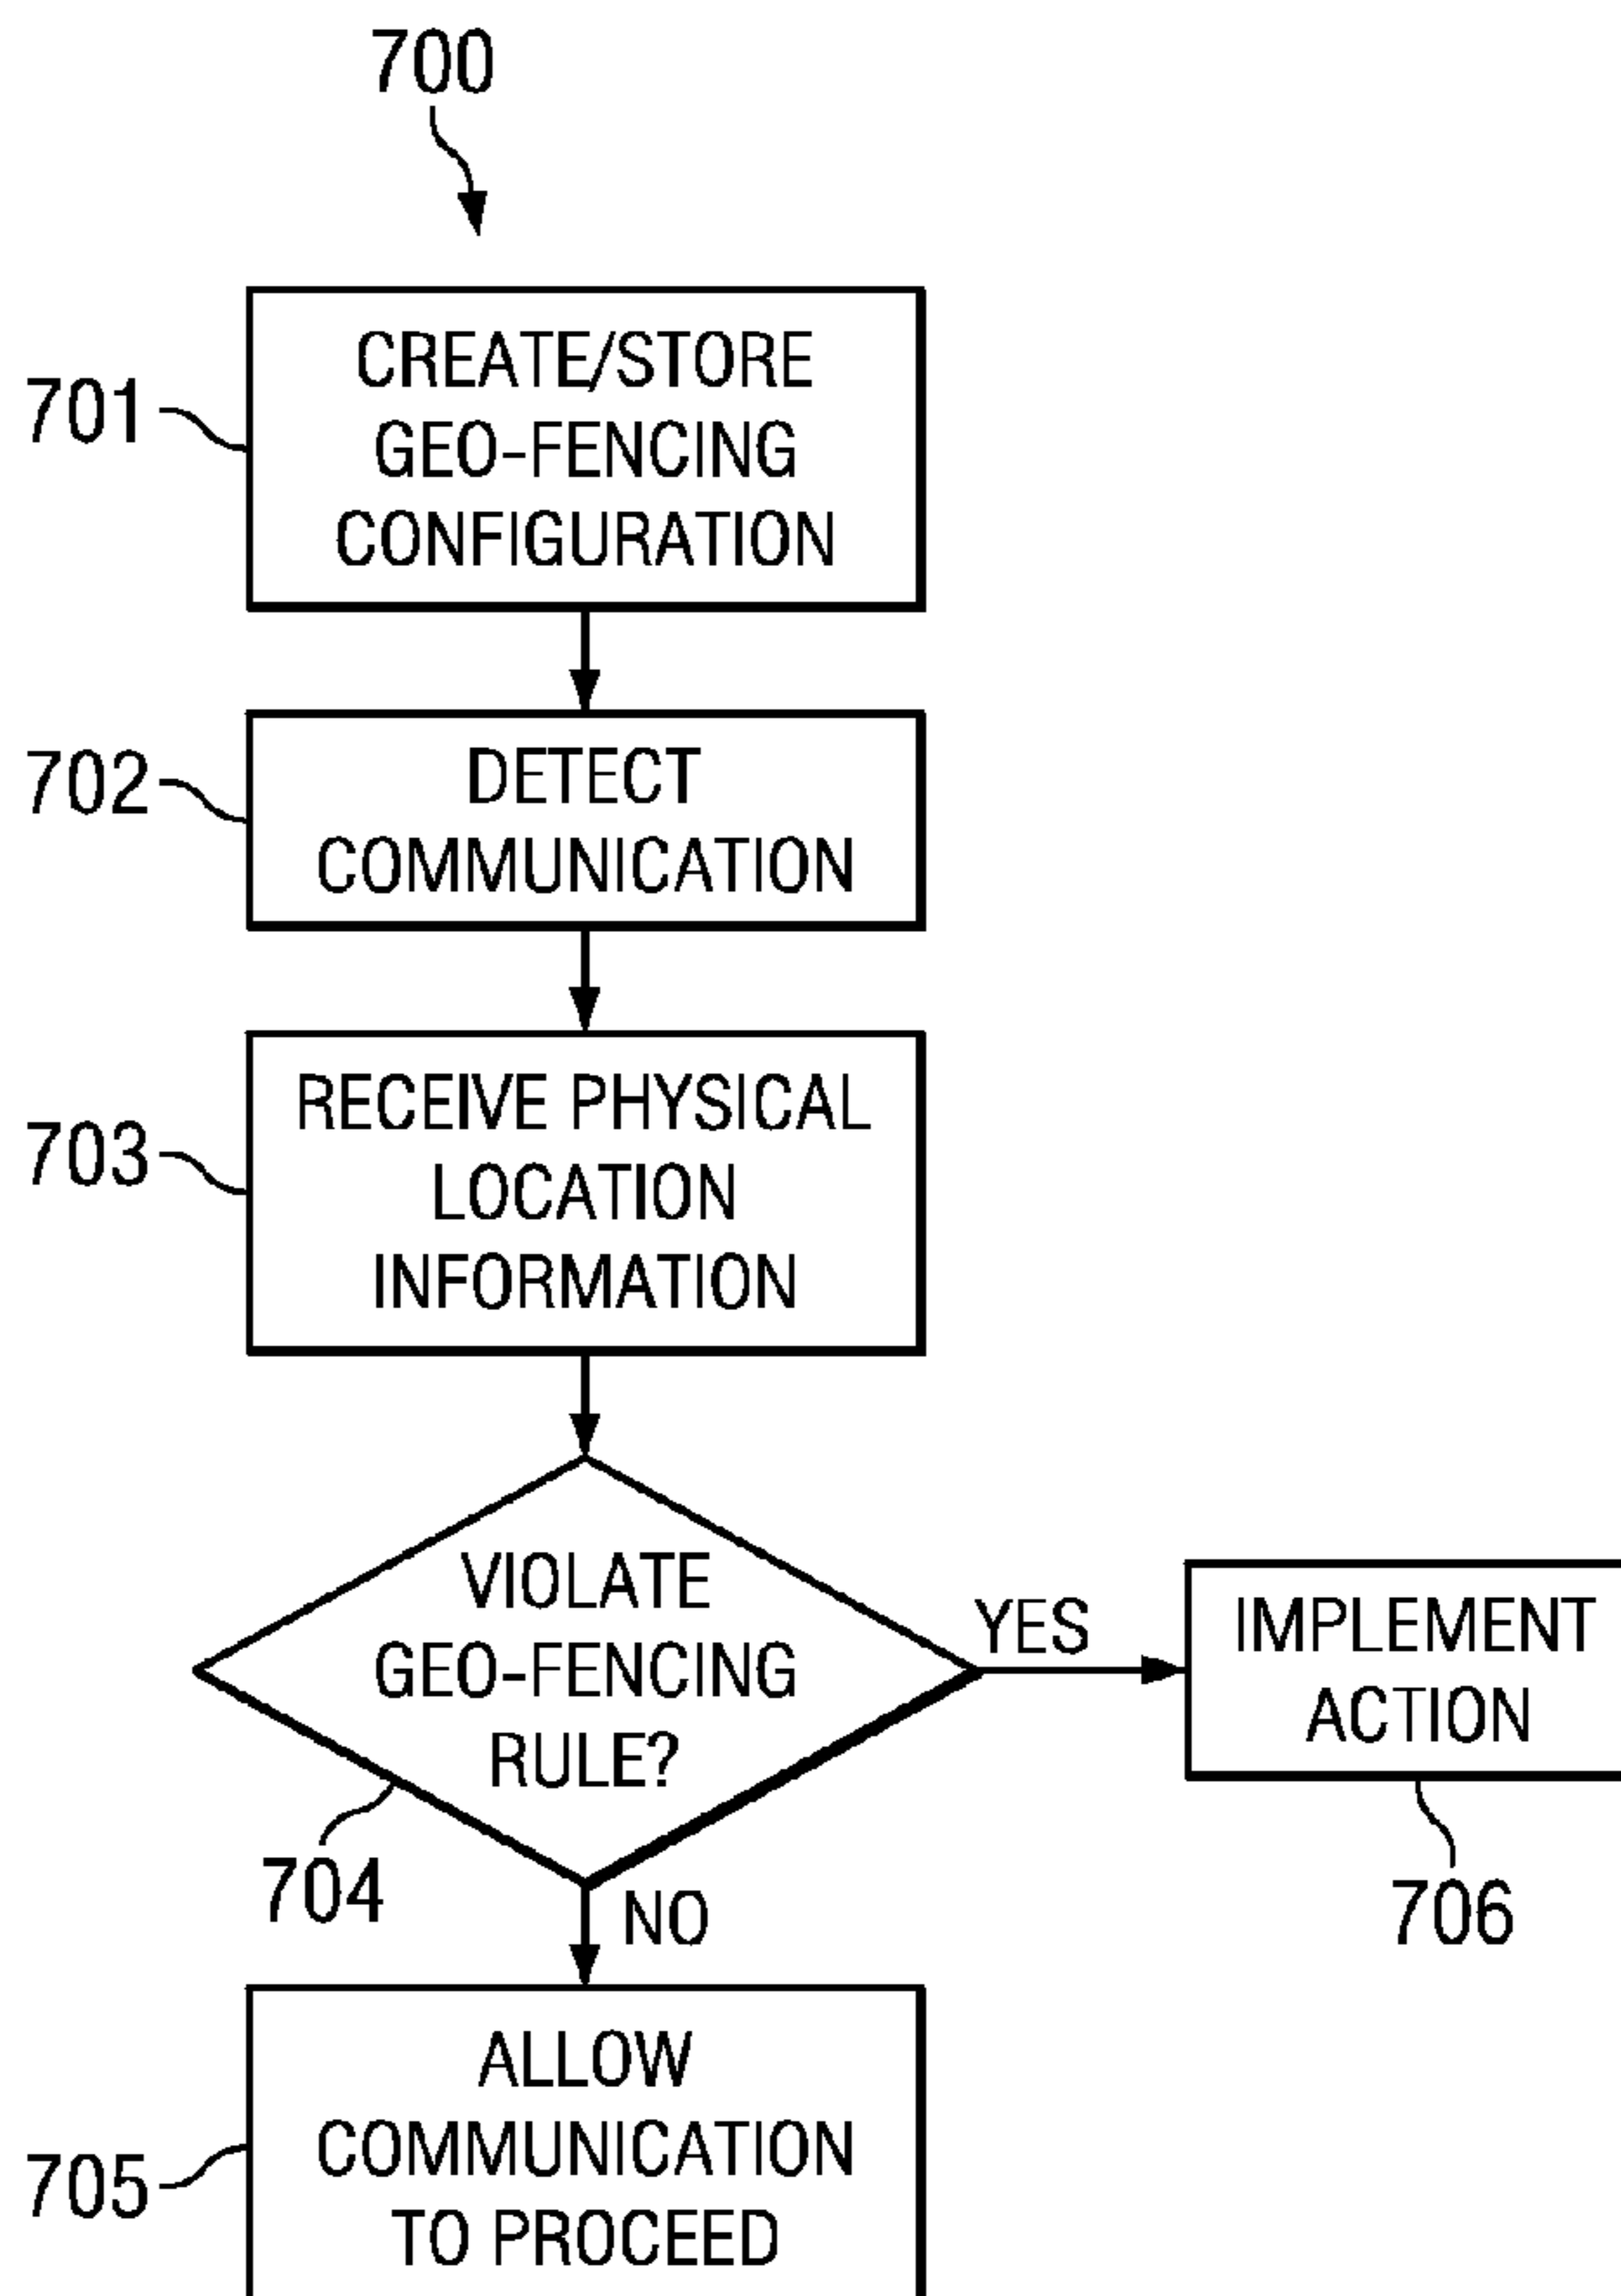 700
701
CREATE/STORE
GEO-FENCING
CONFIGURATION
702
DETECT
COMMUNICATION
703
RECEIVE PHYSICAL
LOCATION
INFORMATION
VIOLATE
GEO-FENCING
RULE?
704
YES
IMPLEMENT
ACTION
706
NO
705
ALLOW
COMMUNICATION
TO PROCEED